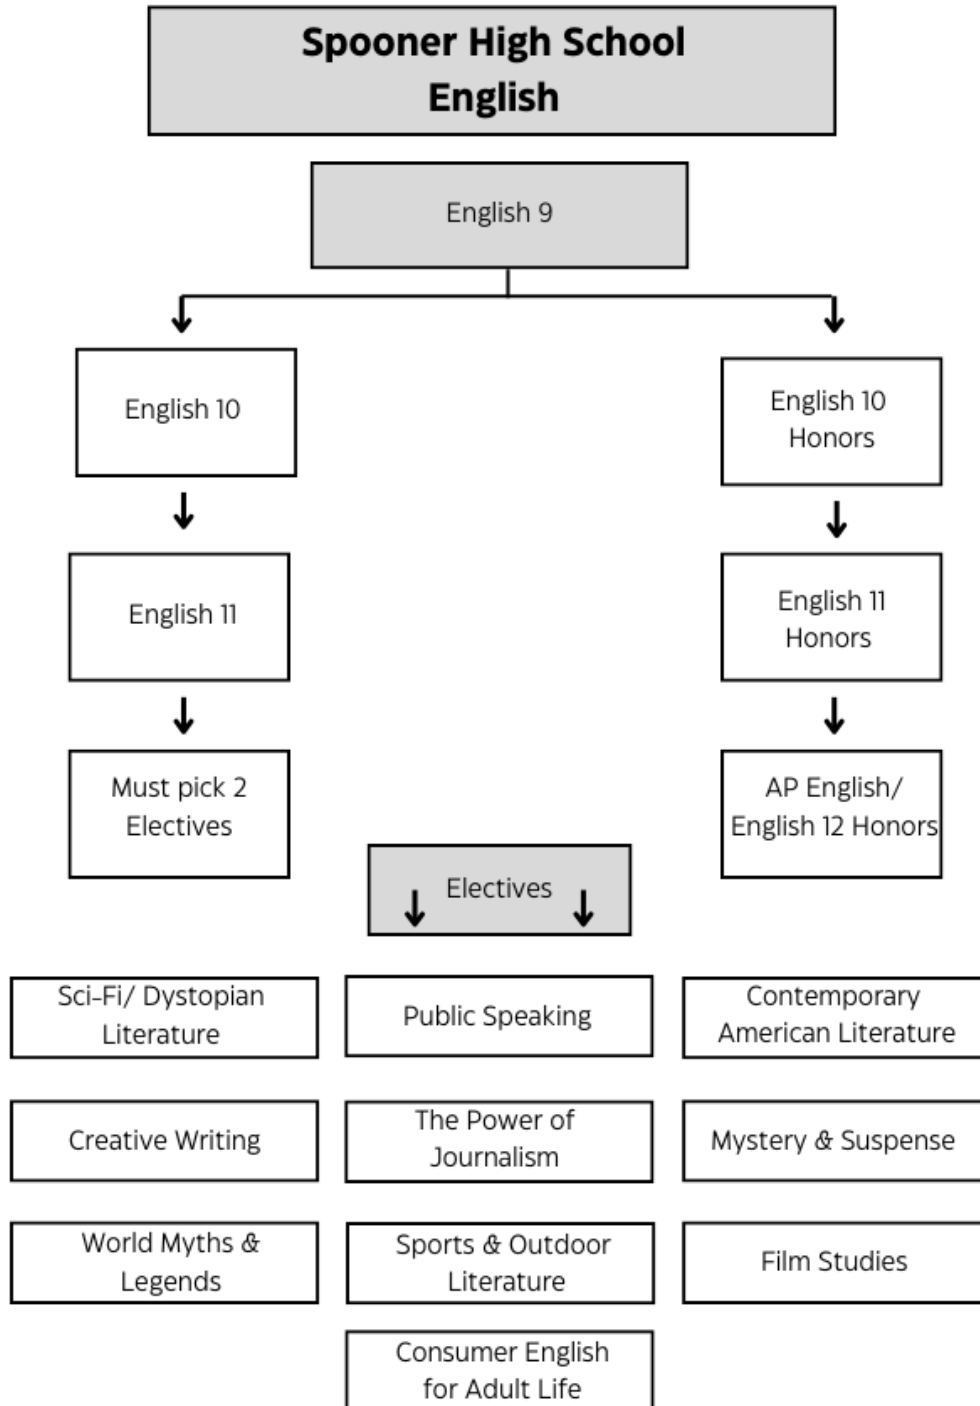 Spooner High School
English
English 9
English 10
English 10
Honors
English 11
English 11
Honors
Must pick 2
Electives
AP English/
English 12 Honors
Electives
Sci-Fi/ Dystopian
Literature
Public Speaking
Contemporary
American Literature
Creative Writing
The Power of
Journalism
Mystery & Suspense
World Myths &
Legends
Sports & Outdoor
Literature
Film Studies
Consumer English
for Adult Life